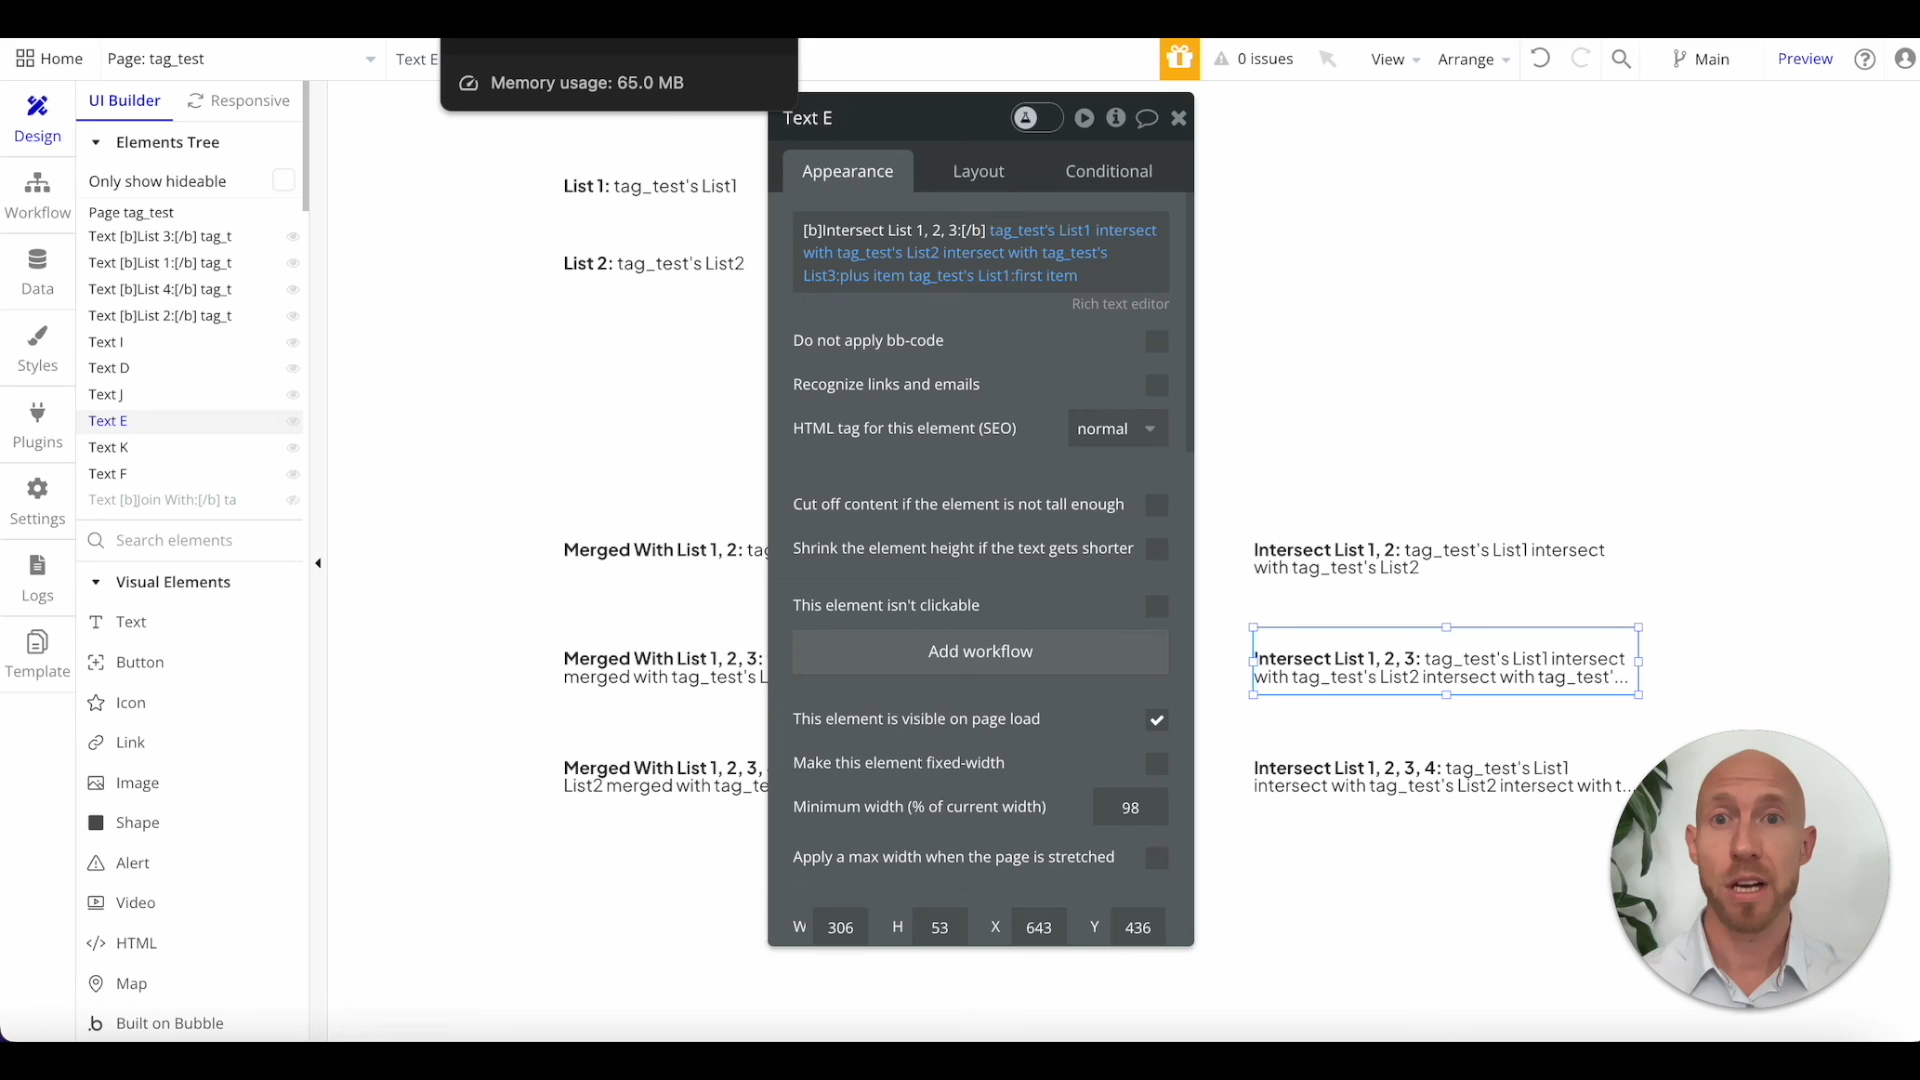 Home
Page: tag_test
Text E
Memory usage: 65.0 MB
0 issues
View
Arrange
Main
Preview
Design
Workflow
Data
Styles
Plugins
Settings
Logs
Template
UI Builder
Responsive
Elements Tree
Only show hideable
Page tag_test
Text [b]List 3:[/b] tag_t
Text [b]List 1:[/b] tag_t
Text [b]List 4:[/b] tag_t
Text [b]List 2:[/b] tag_t
Text I
Text D
Text J
Text E
Text K
Text F
Text [b]Join With:[/b] ta
Search elements
Visual Elements
Text
Button
Icon
Link
Image
Shape
Alert
Video
HTML
Map
Built on Bubble
List 1: tag_test's List1
List 2: tag_test's List2
Merged With List 1, 2: tag
Merged With List 1, 2, 3:
merged with tag_test's L
Merged With List 1, 2, 3,
List2 merged with tag_te
Text E
Appearance
Layout
Conditional
[b]Intersect List 1, 2, 3:[/b] tag_test's List1 intersect
with tag_test's List2 intersect with tag_test's
List3:plus item tag_test's List1:first item
Rich text editor
Do not apply bb-code
Recognize links and emails
HTML tag for this element (SEO)
normal
Cut off content if the element is not tall enough
Shrink the element height if the text gets shorter
This element isn't clickable
Add workflow
This element is visible on page load
Make this element fixed-width
Minimum width (% of current width)
98
Apply a max width when the page is stretched
W 306 H 53 X 643 Y 436
Intersect List 1, 2: tag_test's List1 intersect
with tag_test's List2
Intersect List 1, 2, 3: tag_test's List1 intersect
with tag_test's List2 intersect with tag_test'...
Intersect List 1, 2, 3, 4: tag_test's List1
intersect with tag_test's List2 intersect with t...